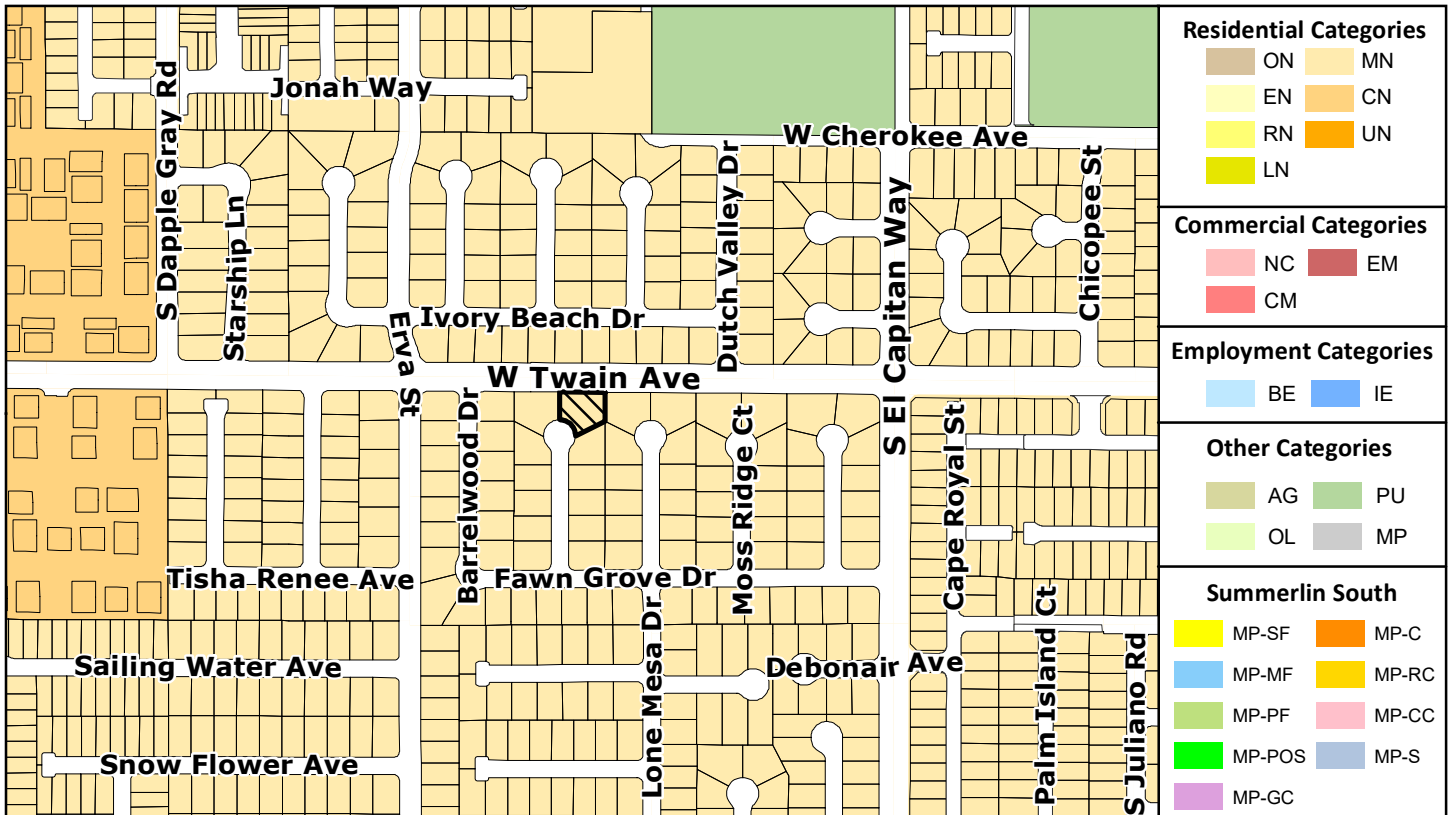 Jonah Way
S Dapple Gray Rd
W Cherokee Ave
Starship Ln
Dutch Valley Dr
S El Capitan Way
Chicopee St
Ivory Beach Dr
Erva St
W Twain Ave
Barrelwood Dr
Moss Ridge Ct
Cape Royal St
Tisha Renee Ave
Fawn Grove Dr
Lone Mesa Dr
Palm Island Ct
S Juliano Rd
Sailing Water Ave
Debonair Ave
Snow Flower Ave
Residential Categories
ON MN
EN CN
RN UN
LN
Commercial Categories
NC EM
CM
Employment Categories
BE IE
Other Categories
AG PU
OL MP
Summerlin South
MP-SF MP-C
MP-MF MP-RC
MP-PF MP-CC
MP-POS MP-S
MP-GC